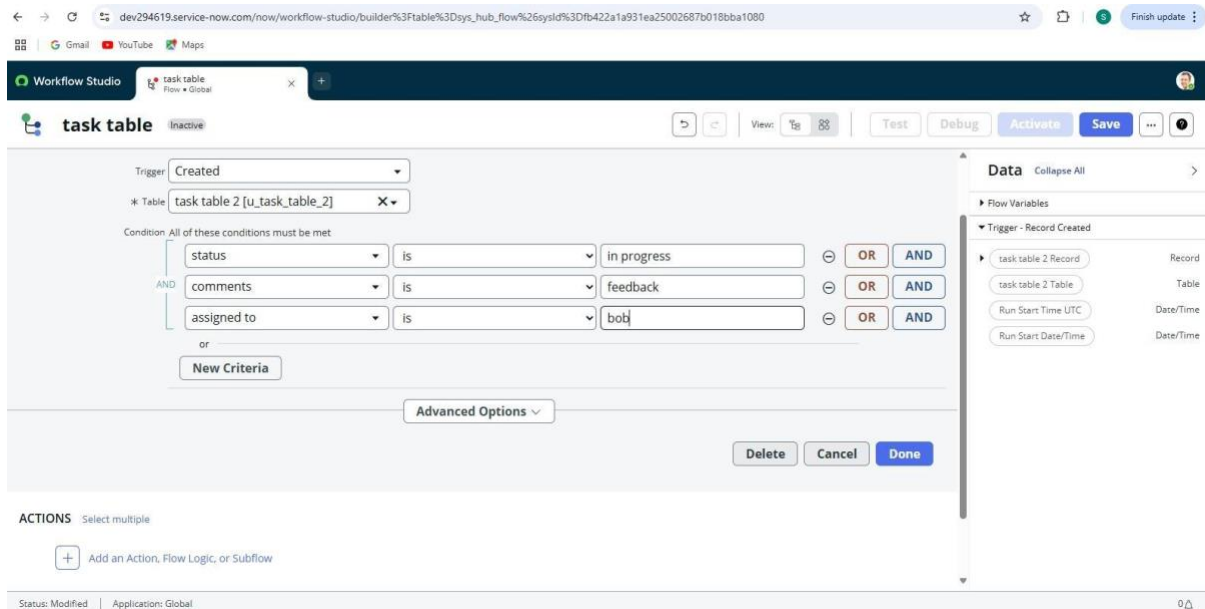 dev294619.service-now.com/now/workflow-studio/builder%3Ftable%3Dsys_hub_flow%26sysId%3Dfb422a1a931ea25002687b018bba1080
S
Finish update
Gmail YouTube Maps
Workflow Studio
task table
Flow • Global
task table Inactive
View:
Test Debug Activate Save
Trigger Created
* Table task table 2 [u_task_table_2]
Condition All of these conditions must be met
status is in progress OR AND
AND comments is feedback OR AND
assigned to is bob OR AND
or
New Criteria
Advanced Options
Delete Cancel Done
ACTIONS Select multiple
Add an Action, Flow Logic, or Subflow
Data Collapse All
Flow Variables
Trigger - Record Created
task table 2 Record Record
task table 2 Table Table
Run Start Time UTC Date/Time
Run Start Date/Time Date/Time
Status: Modified | Application: Global
0